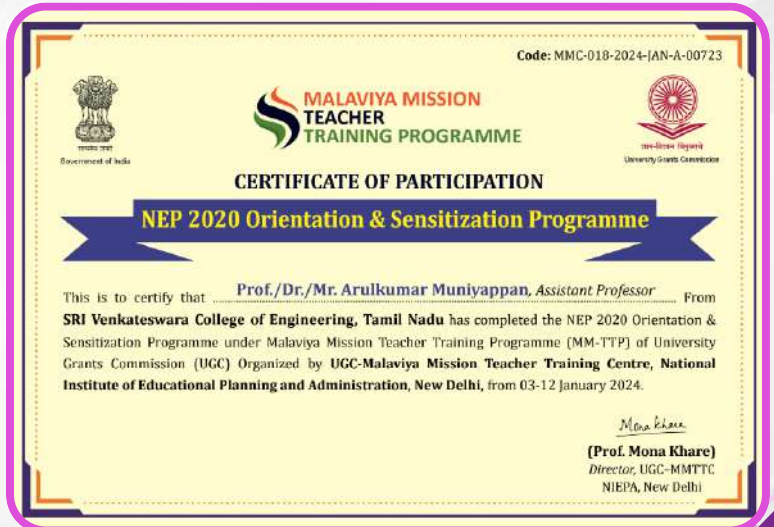 Code: MMC-018-2024-JAN-A-00723
MALAVIYA MISSION
TEACHER
TRAINING PROGRAMME
सत्यमेव जयते
Government of India
ज्ञान-विज्ञान विमुक्तये
University Grants Commission
CERTIFICATE OF PARTICIPATION
NEP 2020 Orientation & Sensitization Programme
This is to certify that Prof./Dr./Mr. Arulkumar Muniyappan, Assistant Professor From
SRI Venkateswara College of Engineering, Tamil Nadu has completed the NEP 2020 Orientation &
Sensitization Programme under Malaviya Mission Teacher Training Programme (MM-TTP) of University
Grants Commission (UGC) Organized by UGC-Malaviya Mission Teacher Training Centre, National
Institute of Educational Planning and Administration, New Delhi, from 03-12 January 2024.
Mona Khare
(Prof. Mona Khare)
Director, UGC-MMTTC
NIEPA, New Delhi